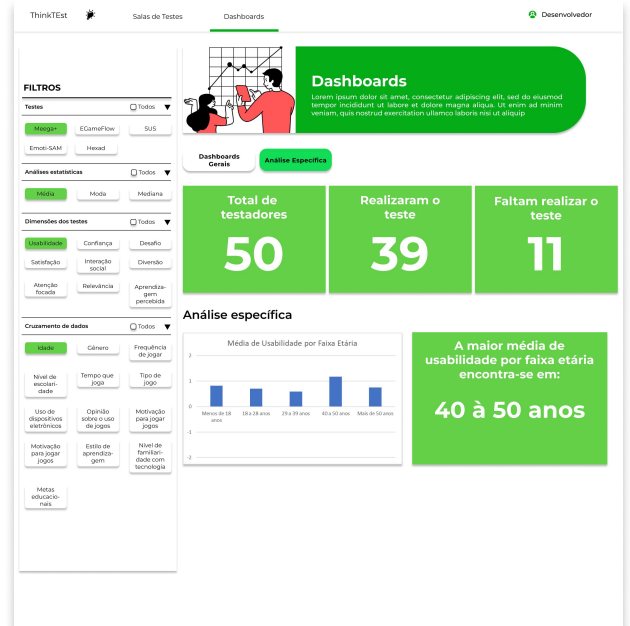 ThinkTEst
Salas de Testes
Dashboards
Desenvolvedor
FILTROS
Testes
Todos
Meega+
EGameFlow
SUS
Emoti-SAM
Hexad
Análises estatísticas
Todos
Média
Moda
Mediana
Dimensões dos testes
Todos
Usabilidade
Confiança
Desafio
Satisfação
Interação
social
Diversão
Atenção
focada
Relevância
Aprendiza-
gem
percebida
Cruzamento de dados
Todos
Idade
Gênero
Frequência
de jogar
Nível de
escolari-
dade
Tempo que
joga
Tipo de
jogo
Uso de
dispositivos
eletrônicos
Opinião
sobre o uso
de jogos
Motivação
para jogar
jogos
Motivação
para jogar
jogos
Estilo de
aprendiza-
gem
Nível de
familiari-
dade com
tecnologia
Metas
educacio-
nais
Dashboards
Lorem ipsum dolor sit amet, consectetur adipiscing elit, sed do eiusmod
tempor incididunt ut labore et dolore magna aliqua. Ut enim ad minim
veniam, quis nostrud exercitation ullamco laboris nisi ut aliquip
Dashboards
Gerais
Análise Específica
Total de
testadores
50
Realizaram o
teste
39
Faltam realizar o
teste
11
Análise específica
Média de Usabilidade por Faixa Etária
2
1
0
-1
-2
Menos de 18
anos
18 a 28 anos
29 a 39 anos
40 a 50 anos
Mais de 50 anos
A maior média de
usabilidade por faixa etária
encontra-se em:
40 à 50 anos